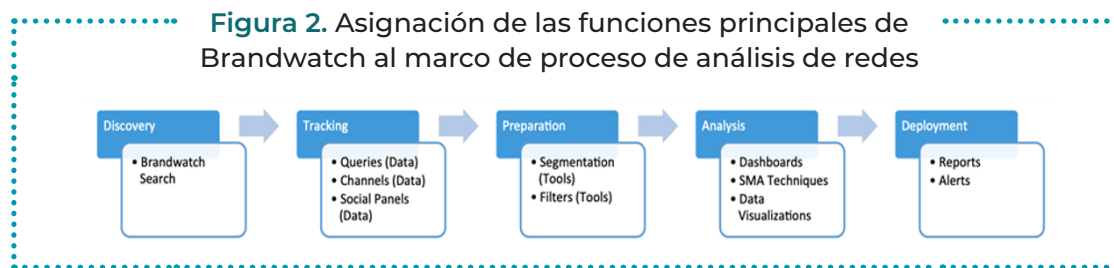 Figura 2. Asignación de las funciones principales de
Brandwatch al marco de proceso de análisis de redes
Discovery
• Brandwatch
Search
Tracking
• Queries (Data)
• Channels (Data)
• Social Panels
(Data)
Preparation
• Segmentation
(Tools)
• Filters (Tools)
Analysis
• Dashboards
• SMA Techniques
• Data
Visualizations
Deployment
• Reports
• Alerts